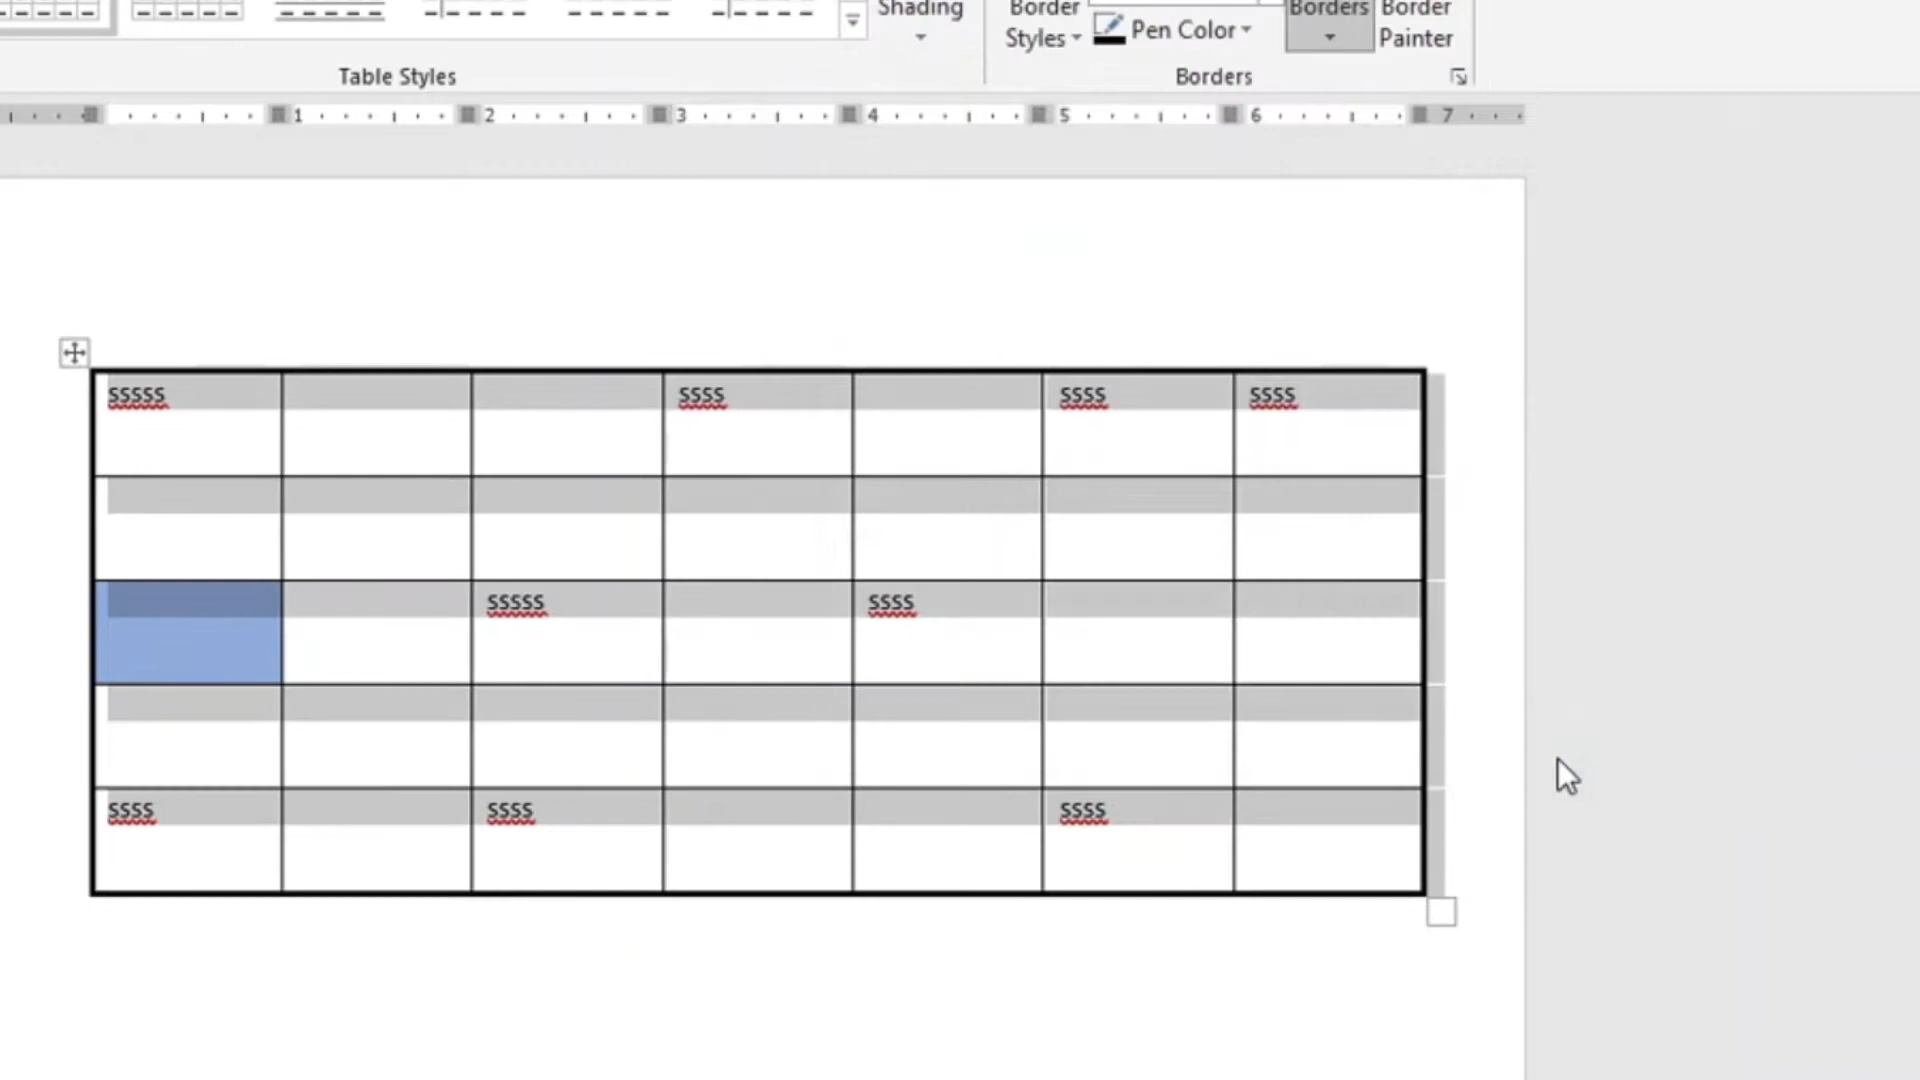 Shading
Border
Styles
Pen Color
Borders
Border
Painter
Table Styles
Borders
1 2 3 4 5 6 7
sssss ssss ssss ssss
sssss ssss
ssss ssss ssss